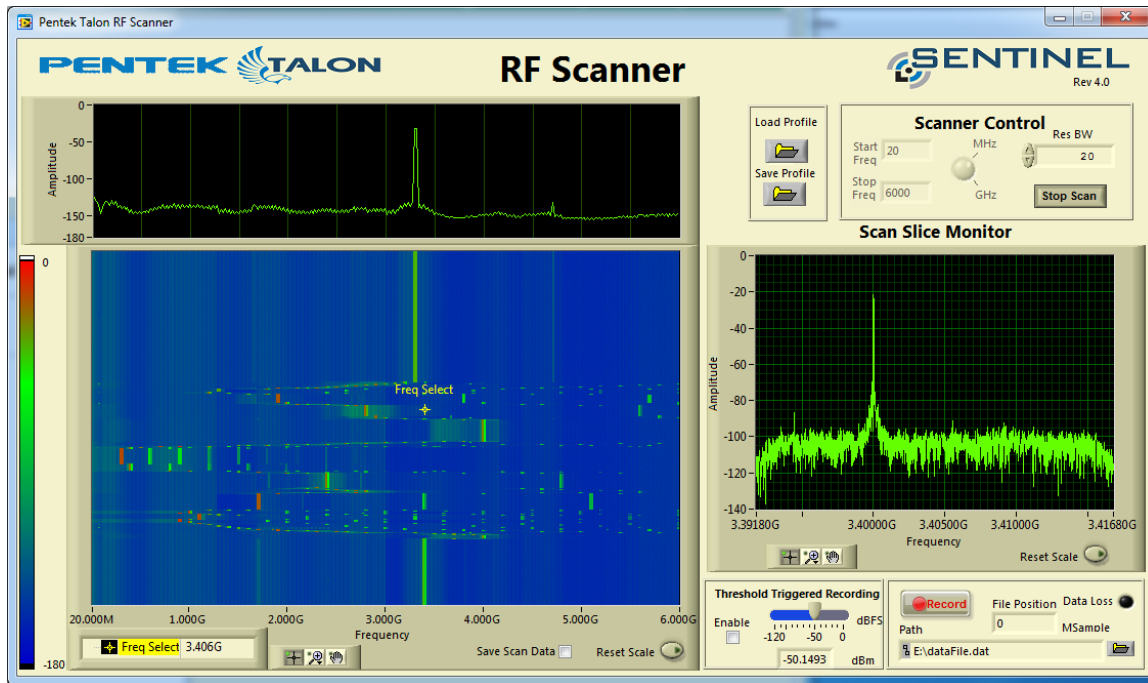 Pentek Talon RF Scanner
PENTEK TALON
RF Scanner
SENTINEL
Rev 4.0
0
-50
-100
-150
-180
Amplitude
Load Profile
Save Profile
Scanner Control
Start Freq 20
Stop Freq 6000
MHz
GHz
Res BW
20
Stop Scan
Scan Slice Monitor
0
-180
Freq Select
20.000M 1.000G 2.000G 3.000G 4.000G 5.000G 6.000G
Frequency
Freq Select 3.406G
Save Scan Data
Reset Scale
0
-20
-40
-60
-80
-100
-120
-140
Amplitude
3.39180G 3.40000G 3.40500G 3.41000G 3.41680G
Frequency
Reset Scale
Threshold Triggered Recording
Enable
-120 -50 0
dBFS
-50.1493 dBm
Record
File Position
0
Data Loss
MSample
Path
E:\dataFile.dat